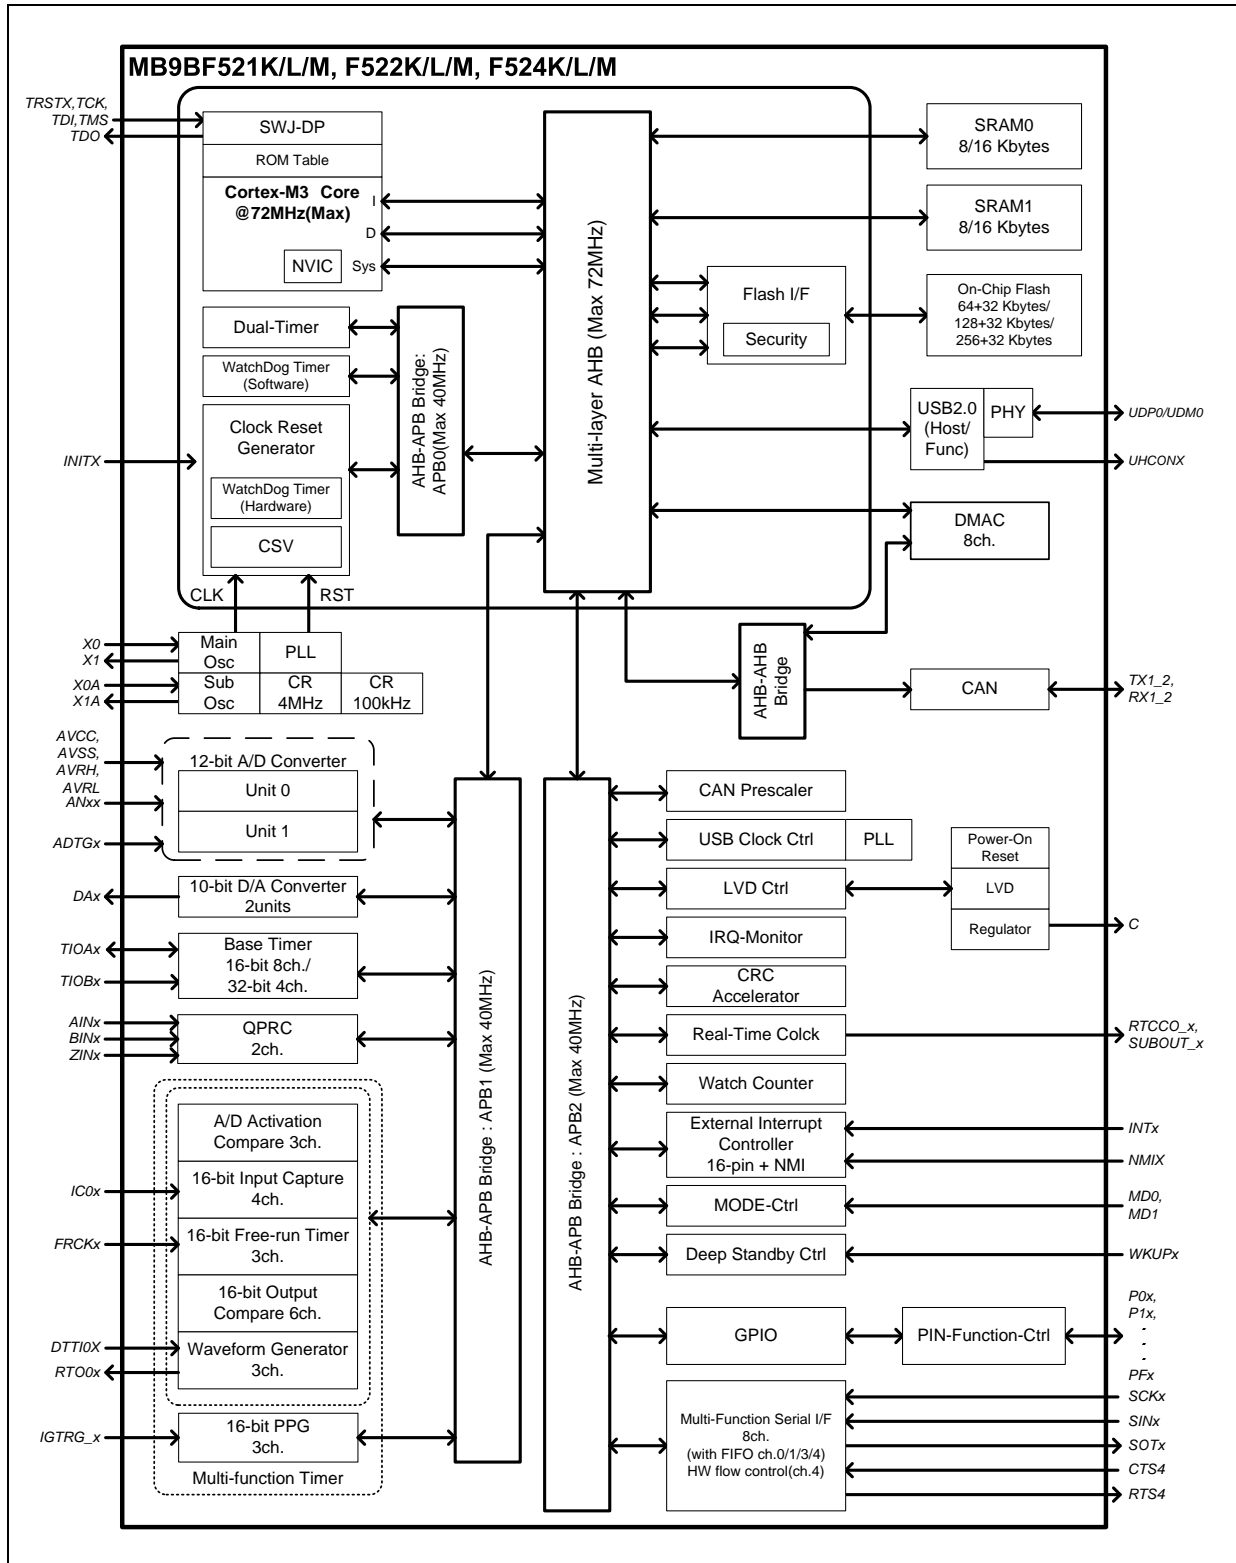 MB9BF521K/L/M, F522K/L/M, F524K/L/M
TRSTX,TCK,
TDI,TMS
TDO
SWJ-DP
ROM Table
Cortex-M3 Core
@72MHz(Max)
I
D
NVIC
Sys
Dual-Timer
WatchDog Timer
(Software)
Clock Reset
Generator
INITX
WatchDog Timer
(Hardware)
CSV
CLK
RST
AHB-APB Bridge:
APB0(Max 40MHz)
Multi-layer AHB (Max 72MHz)
SRAM0
8/16 Kbytes
SRAM1
8/16 Kbytes
Flash I/F
Security
On-Chip Flash
64+32 Kbytes/
128+32 Kbytes/
256+32 Kbytes
USB2.0
(Host/
Func)
PHY
UDP0/UDM0
UHCONX
DMAC
8ch.
AHB-AHB
Bridge
CAN
TX1_2,
RX1_2
X0
X1
Main
Osc
PLL
X0A
X1A
Sub
Osc
CR
4MHz
CR
100kHz
AVCC,
AVSS,
AVRH,
AVRL
ANxx
ADTGx
12-bit A/D Converter
Unit 0
Unit 1
DAx
10-bit D/A Converter
2units
TIOAx
TIOBx
Base Timer
16-bit 8ch./
32-bit 4ch.
AINx
BINx
ZINx
QPRC
2ch.
A/D Activation
Compare 3ch.
IC0x
16-bit Input Capture
4ch.
FRCKx
16-bit Free-run Timer
3ch.
16-bit Output
Compare 6ch.
DTTI0X
RTO0x
Waveform Generator
3ch.
IGTRG_x
16-bit PPG
3ch.
Multi-function Timer
AHB-APB Bridge : APB1 (Max 40MHz)
AHB-APB Bridge : APB2 (Max 40MHz)
CAN Prescaler
USB Clock Ctrl
PLL
LVD Ctrl
Power-On
Reset
LVD
Regulator
C
IRQ-Monitor
CRC
Accelerator
Real-Time Colck
RTCCO_x,
SUBOUT_x
Watch Counter
External Interrupt
Controller
16-pin + NMI
INTx
NMIX
MODE-Ctrl
MD0,
MD1
Deep Standby Ctrl
WKUPx
GPIO
PIN-Function-Ctrl
P0x,
P1x,
.
.
.
PFx
Multi-Function Serial I/F
8ch.
(with FIFO ch.0/1/3/4)
HW flow control(ch.4)
SCKx
SINx
SOTx
CTS4
RTS4